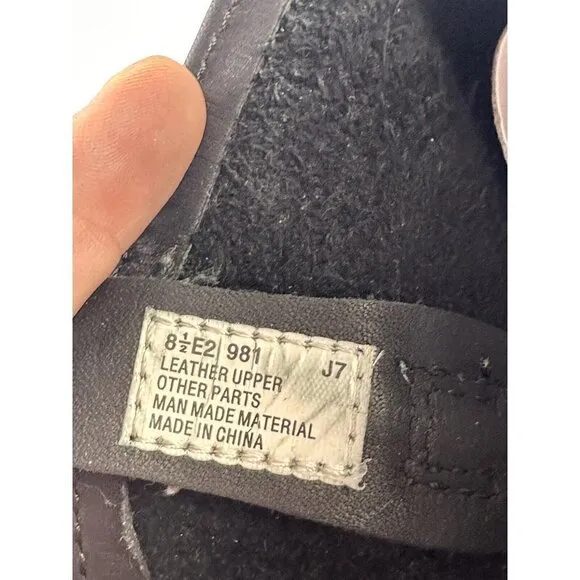 8½E2 981 J7
LEATHER UPPER
OTHER PARTS
MAN MADE MATERIAL
MADE IN CHINA